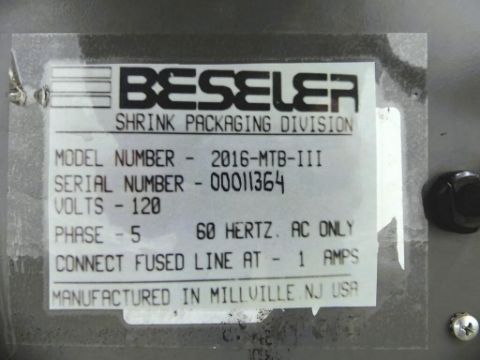 BESELER
SHRINK PACKAGING DIVISION
MODEL NUMBER - 2016-MTB-III
SERIAL NUMBER - 00011364
VOLTS - 120
PHASE - 5 60 HERTZ. AC ONLY
CONNECT FUSED LINE AT - 1 AMPS
MANUFACTURED IN MILLVILLE. NJ USA